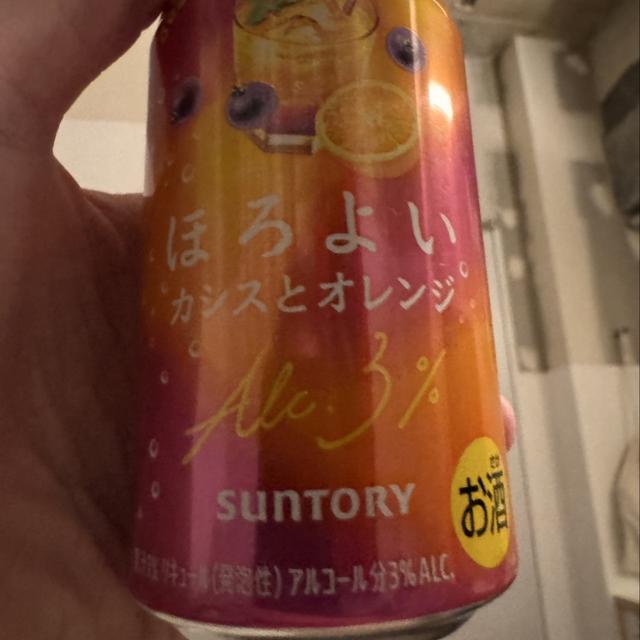 ほろよい
カシスとオレンジ
Alc. 3%
SUNTORY
お酒
リキュール(発泡性) アルコール分3% ALC.